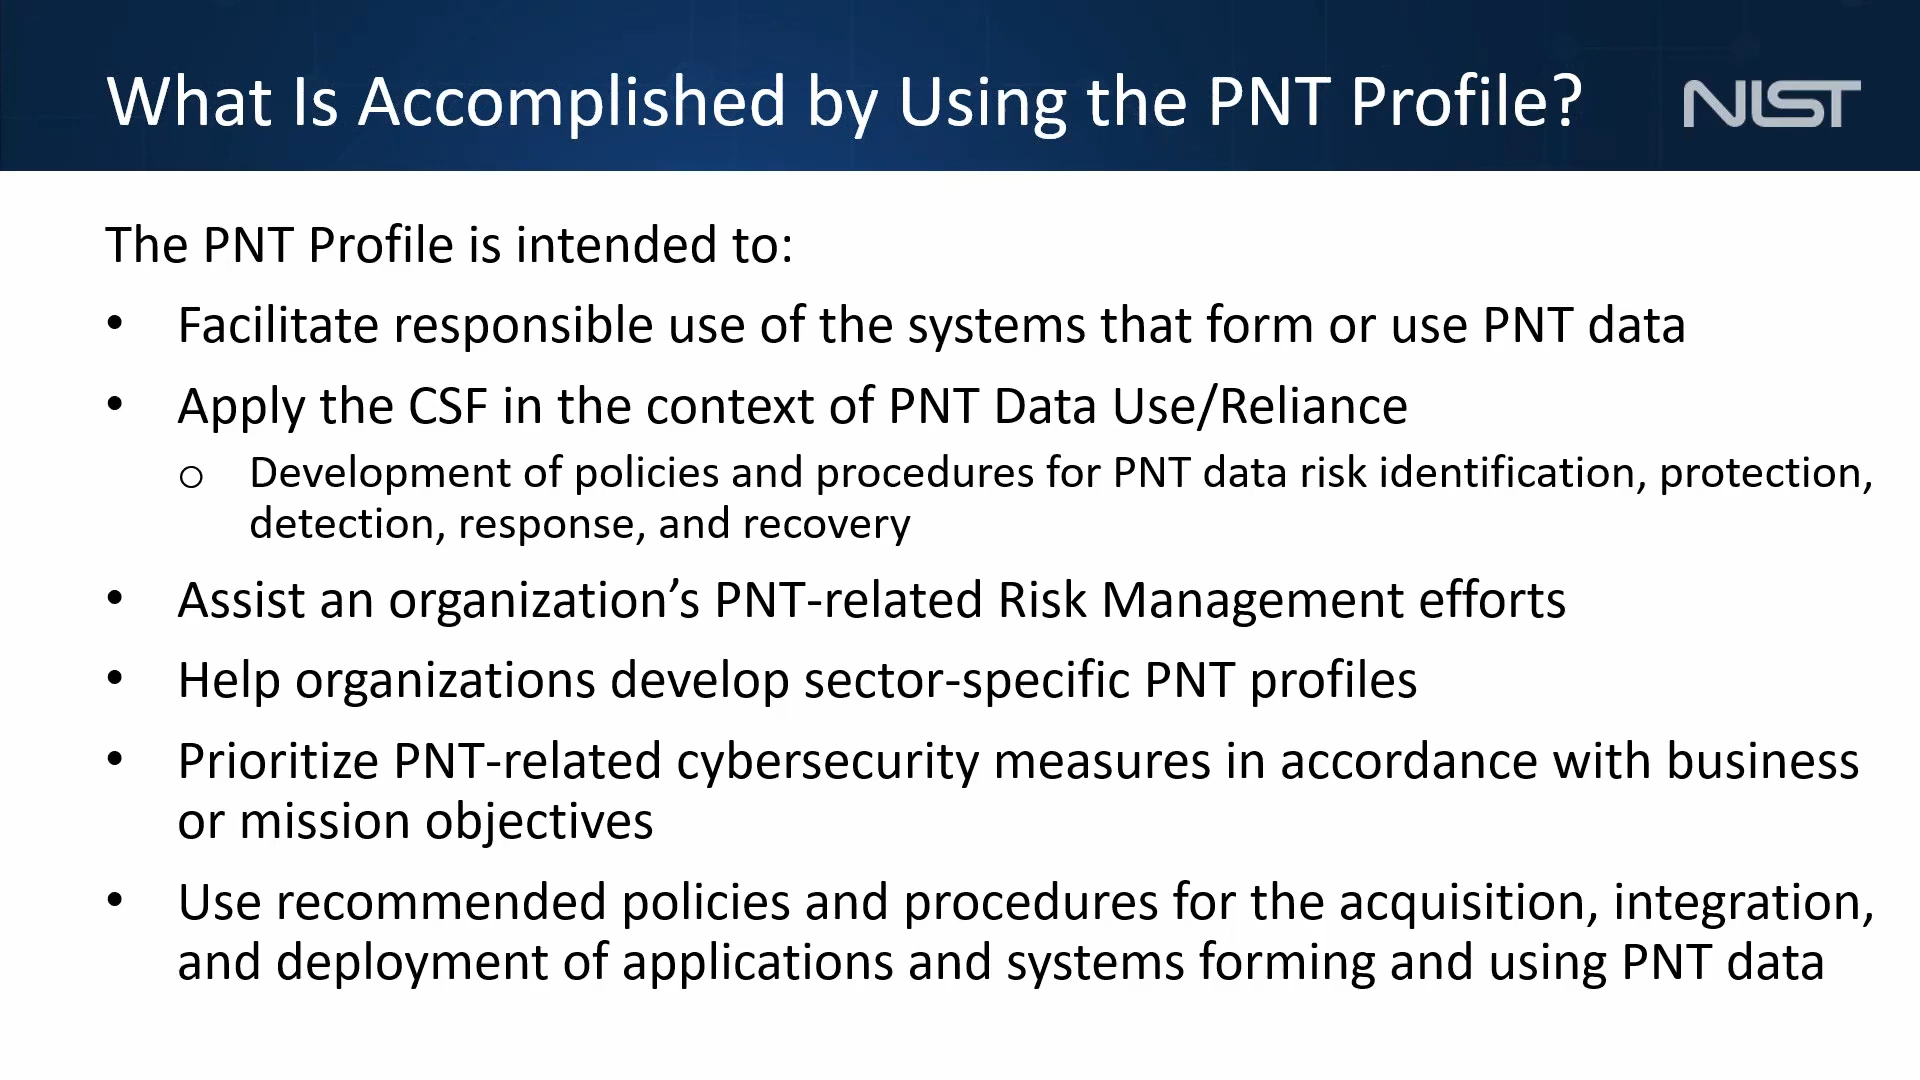 What Is Accomplished by Using the PNT Profile?
NIST
The PNT Profile is intended to:
• Facilitate responsible use of the systems that form or use PNT data
• Apply the CSF in the context of PNT Data Use/Reliance
o Development of policies and procedures for PNT data risk identification, protection,
detection, response, and recovery
• Assist an organization’s PNT-related Risk Management efforts
• Help organizations develop sector-specific PNT profiles
• Prioritize PNT-related cybersecurity measures in accordance with business
or mission objectives
• Use recommended policies and procedures for the acquisition, integration,
and deployment of applications and systems forming and using PNT data